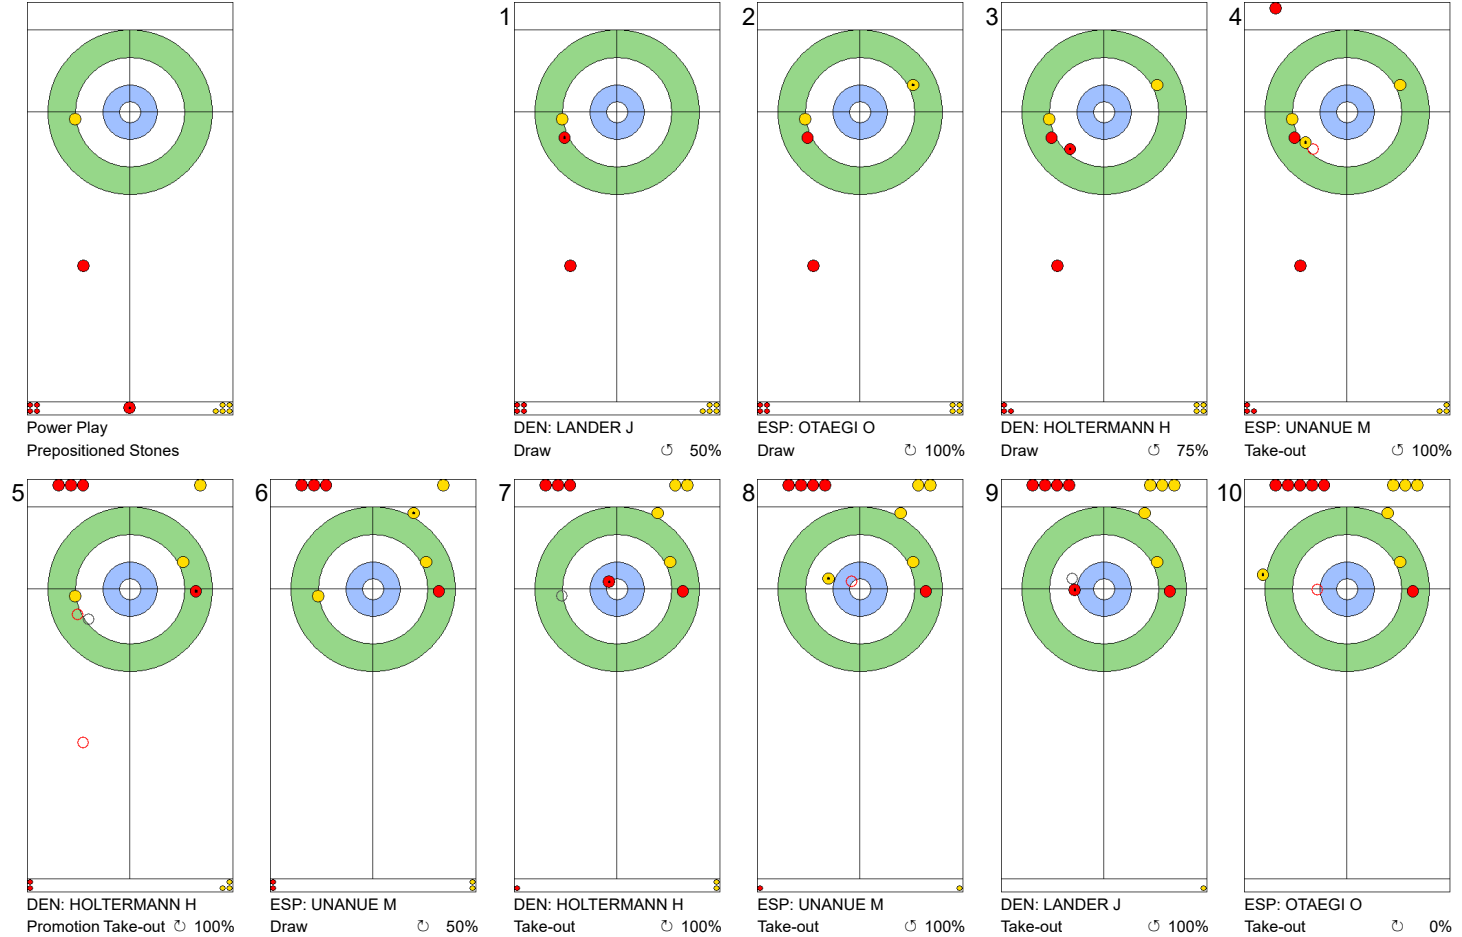 1
2
3
4
Power Play
Prepositioned Stones
DEN: LANDER J
Draw 50%
ESP: OTAEGI O
Draw 100%
DEN: HOLTERMANN H
Draw 75%
ESP: UNANUE M
Take-out 100%
5
6
7
8
9
10
DEN: HOLTERMANN H
Promotion Take-out 100%
ESP: UNANUE M
Draw 50%
DEN: HOLTERMANN H
Take-out 100%
ESP: UNANUE M
Take-out 100%
DEN: LANDER J
Take-out 100%
ESP: OTAEGI O
Take-out 0%